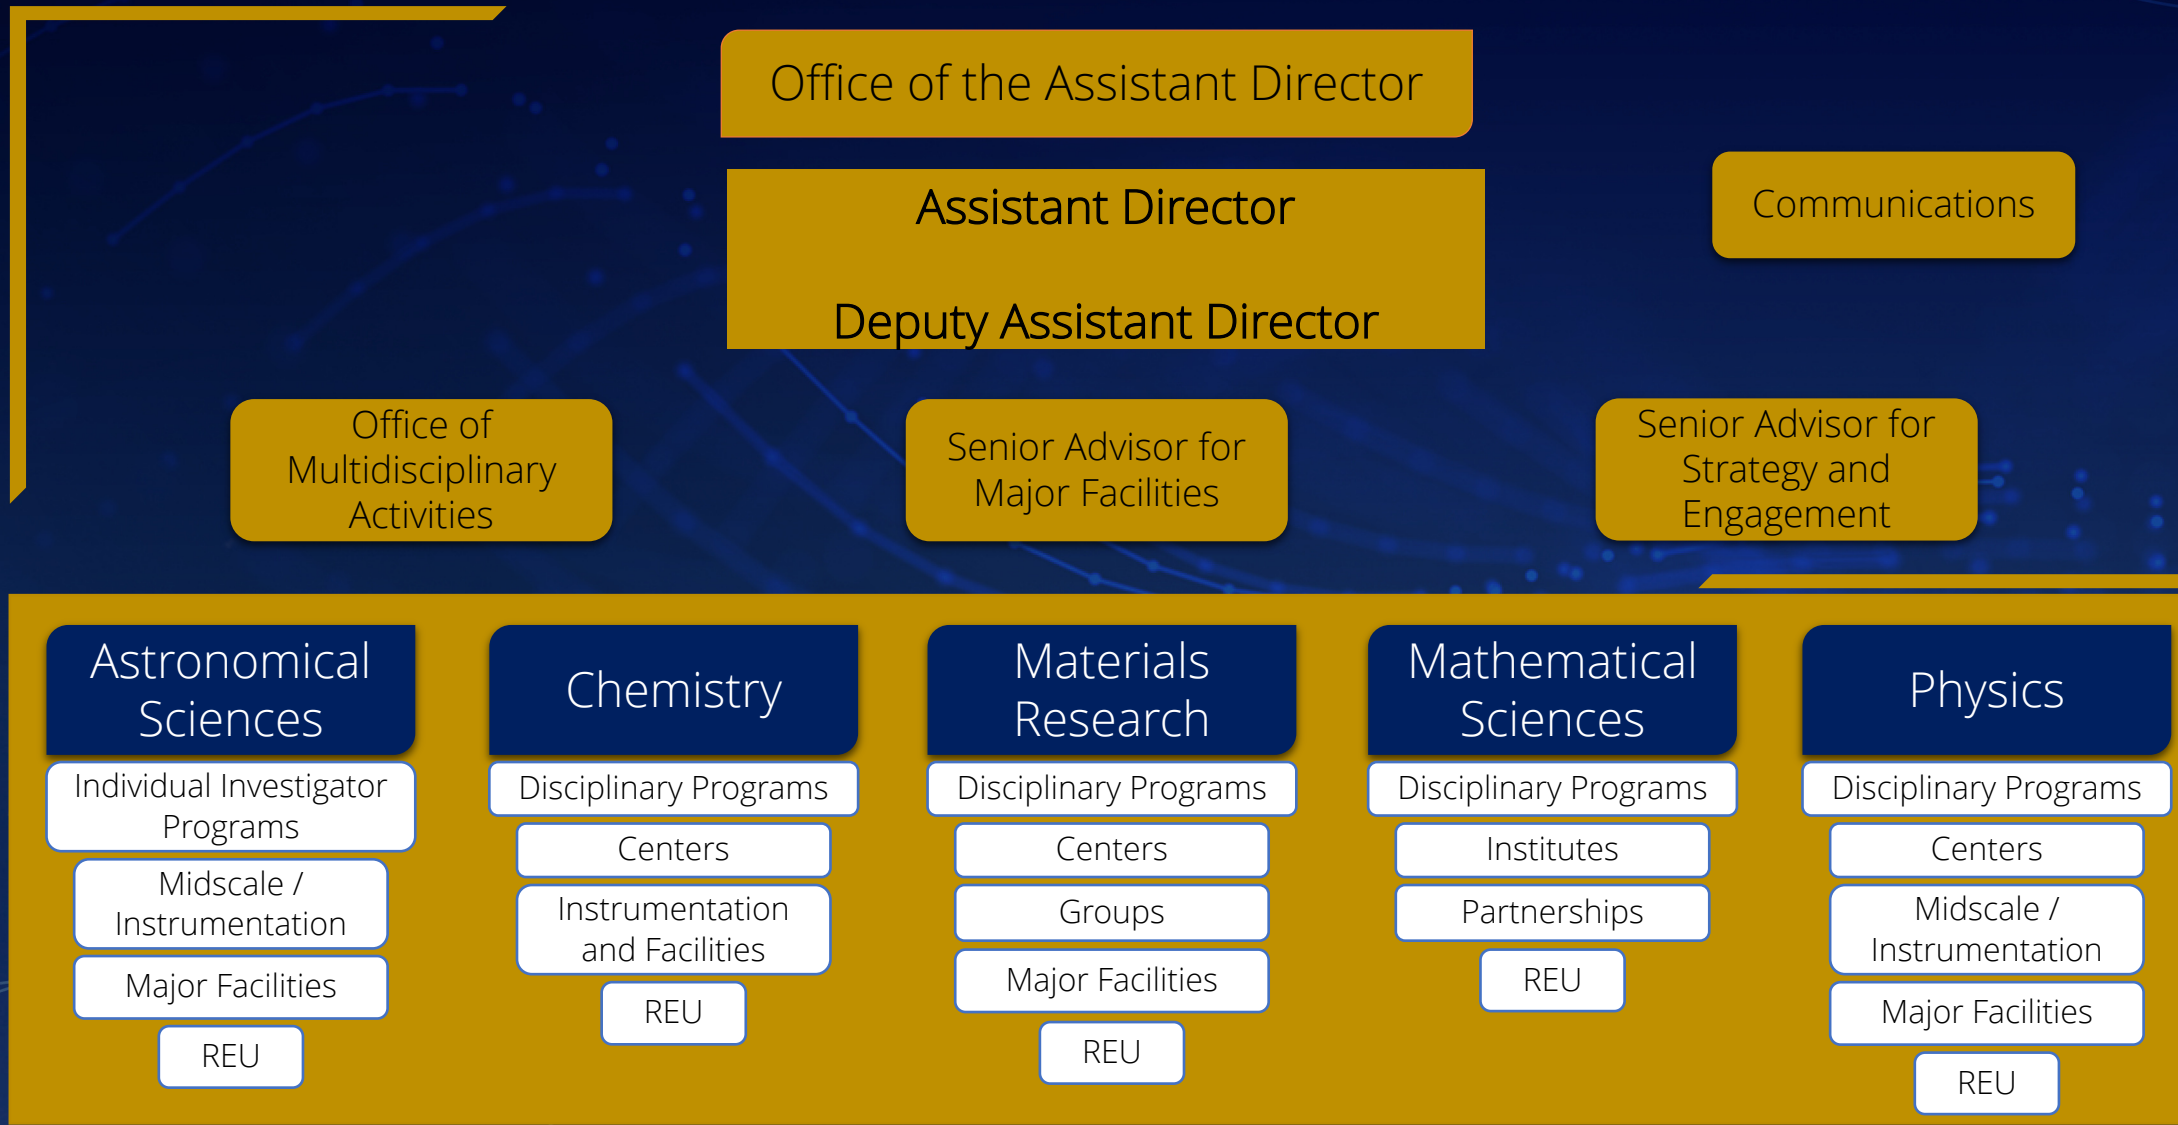 Office of the Assistant Director
Assistant Director
Deputy Assistant Director
Communications
Office of
Multidisciplinary
Activities
Senior Advisor for
Major Facilities
Senior Advisor for
Strategy and
Engagement
Astronomical
Sciences
Individual Investigator
Programs
Midscale /
Instrumentation
Major Facilities
REU
Chemistry
Disciplinary Programs
Centers
Instrumentation
and Facilities
REU
Materials
Research
Disciplinary Programs
Centers
Groups
Major Facilities
REU
Mathematical
Sciences
Disciplinary Programs
Institutes
Partnerships
REU
Physics
Disciplinary Programs
Centers
Midscale /
Instrumentation
Major Facilities
REU